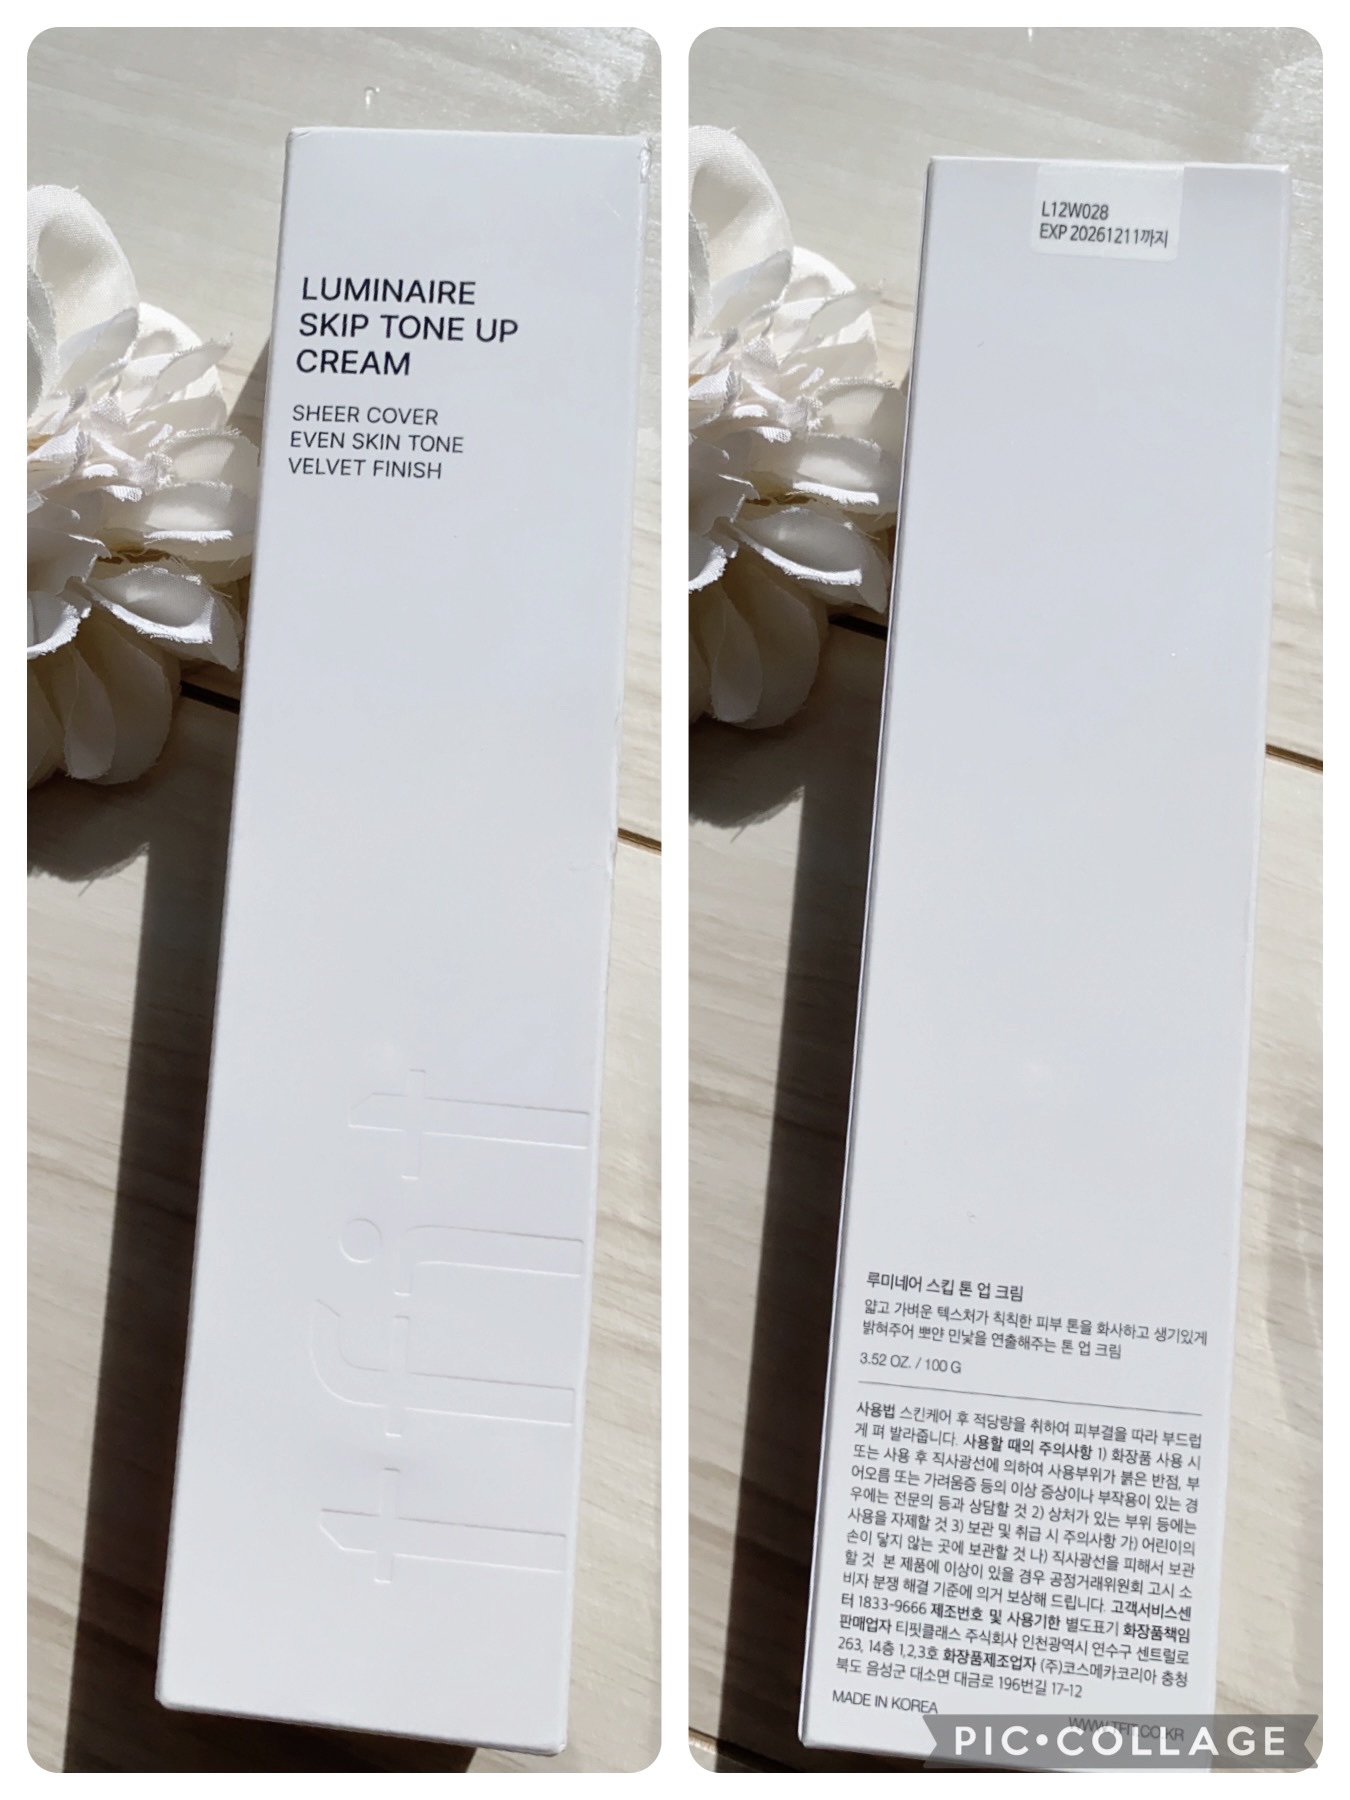 LUMINAIRE
SKIP TONE UP
CREAM
SHEER COVER
EVEN SKIN TONE
VELVET FINISH
tfit
L12W028
EXP 20261211까지
루미네어 스킵 톤 업 크림
얇고 가벼운 텍스처가 칙칙한 피부 톤을 화사하고 생기있게
밝혀주어 뽀얀 민낯을 연출해주는 톤 업 크림
3.52 OZ. / 100 G
사용법 스킨케어 후 적당량을 취하여 피부결을 따라 부드럽
게 펴 발라줍니다. 사용할 때의 주의사항 1) 화장품 사용 시
또는 사용 후 직사광선에 의하여 사용부위가 붉은 반점, 부
어오름 또는 가려움증 등의 이상 증상이나 부작용이 있는 경
우에는 전문의 등과 상담할 것 2) 상처가 있는 부위 등에는
사용을 자제할 것 3) 보관 및 취급 시 주의사항 가) 어린이의
손이 닿지 않는 곳에 보관할 것 나) 직사광선을 피해서 보관
할 것 본 제품에 이상이 있을 경우 공정거래위원회 고시 소
비자 분쟁 해결 기준에 의거 보상해 드립니다. 고객서비스센
터 1833-9666 제조번호 및 사용기한 별도표기 화장품책임
판매업자 티핏클래스 주식회사 인천광역시 연수구 센트럴로
263, 14층 1,2,3호 화장품제조업자 (주)코스메카코리아 충청
북도 음성군 대소면 대금로 196번길 17-12
MADE IN KOREA
WWW.TFIT.CO.KR
PIC•COLLAGE